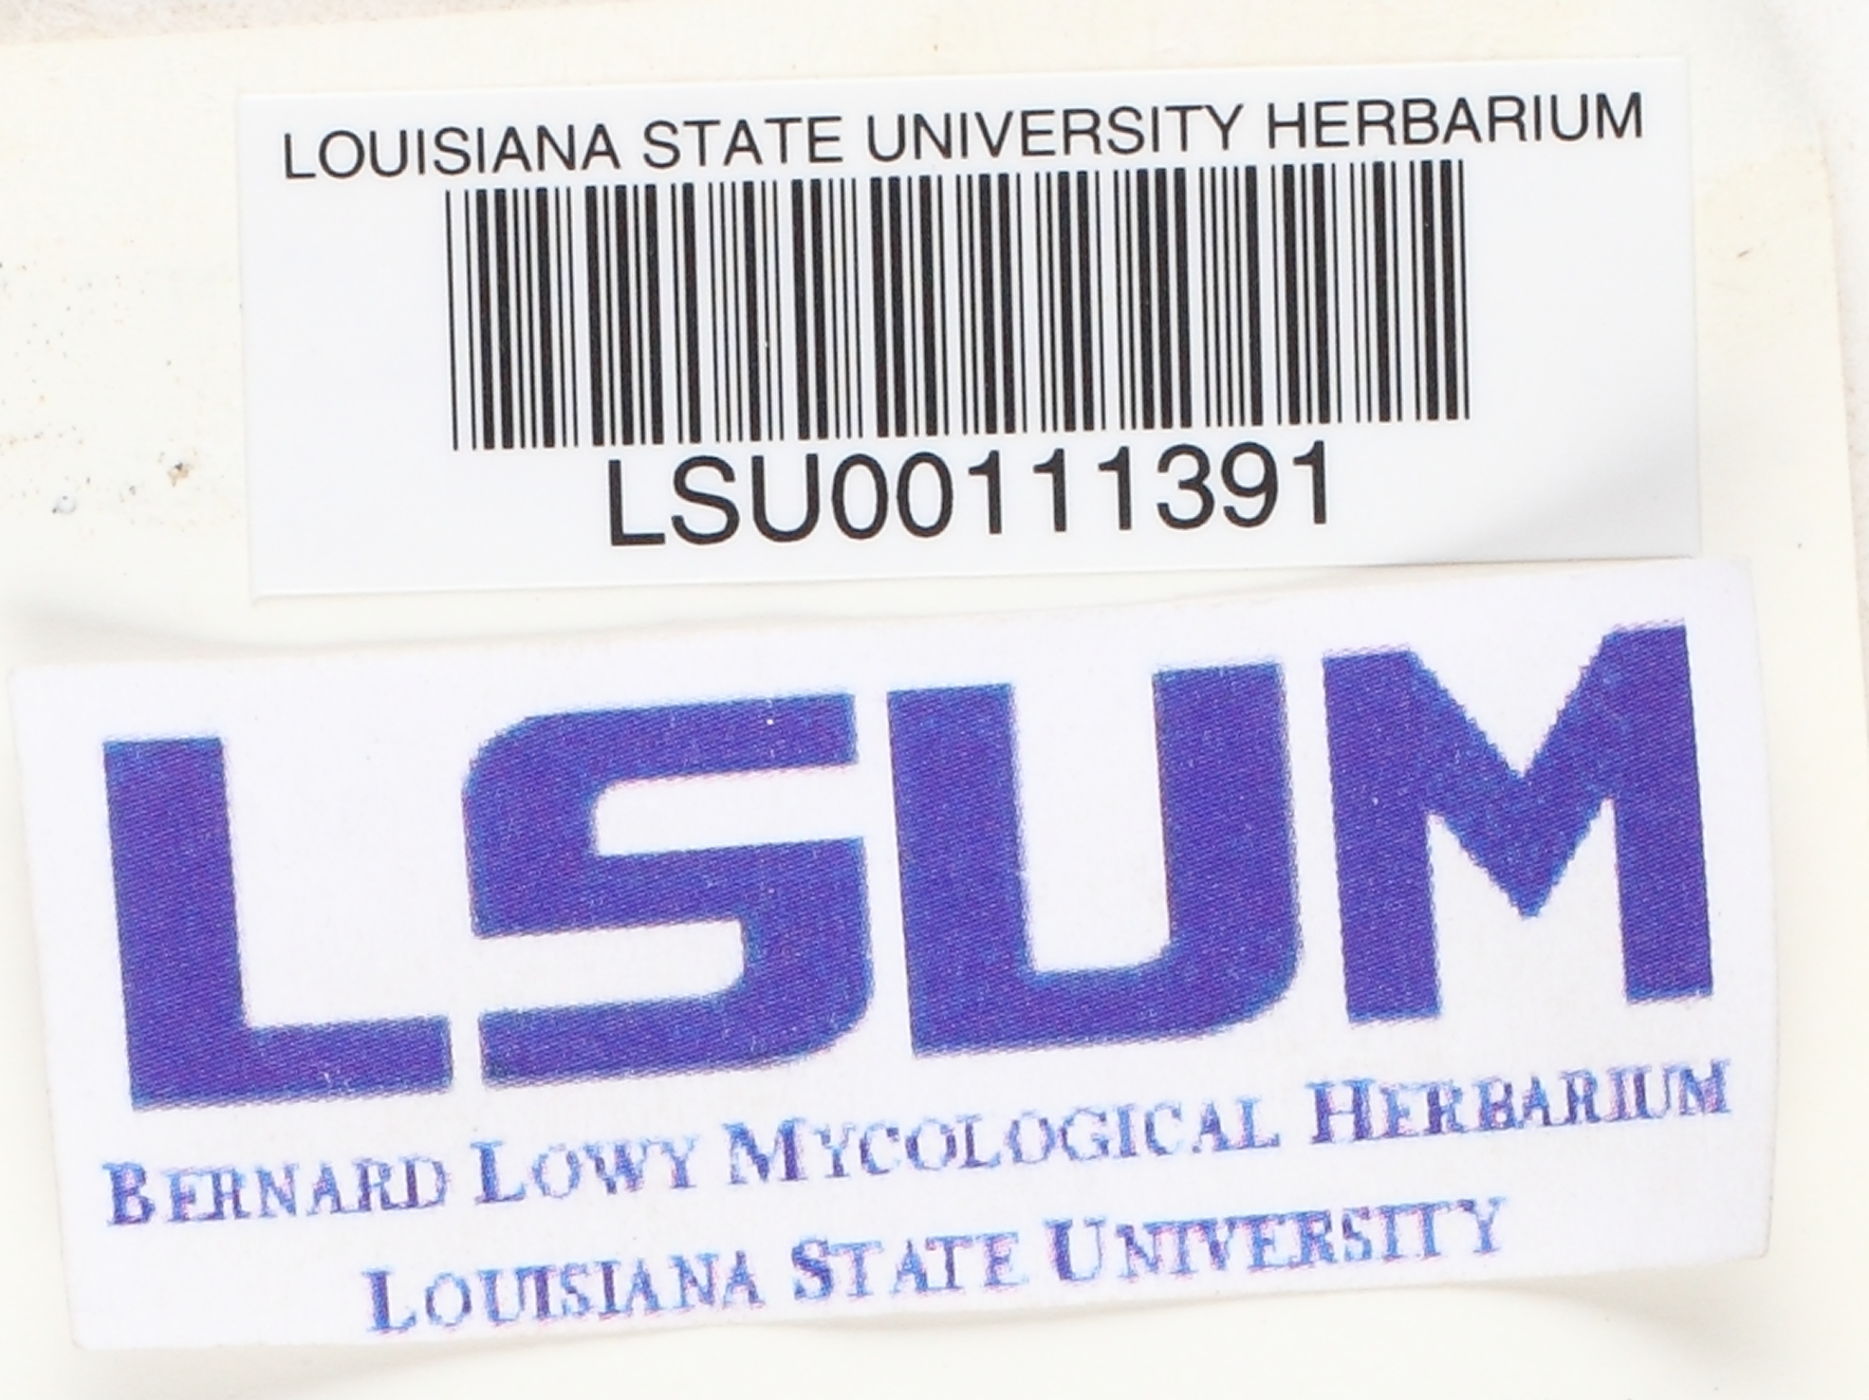 LOUISIANA STATE UNIVERSITY HERBARIUM
LSU00111391
LSUM
BERNARD LOWY MYCOLOGICAL HERBARIUM
LOUISIANA STATE UNIVERSITY